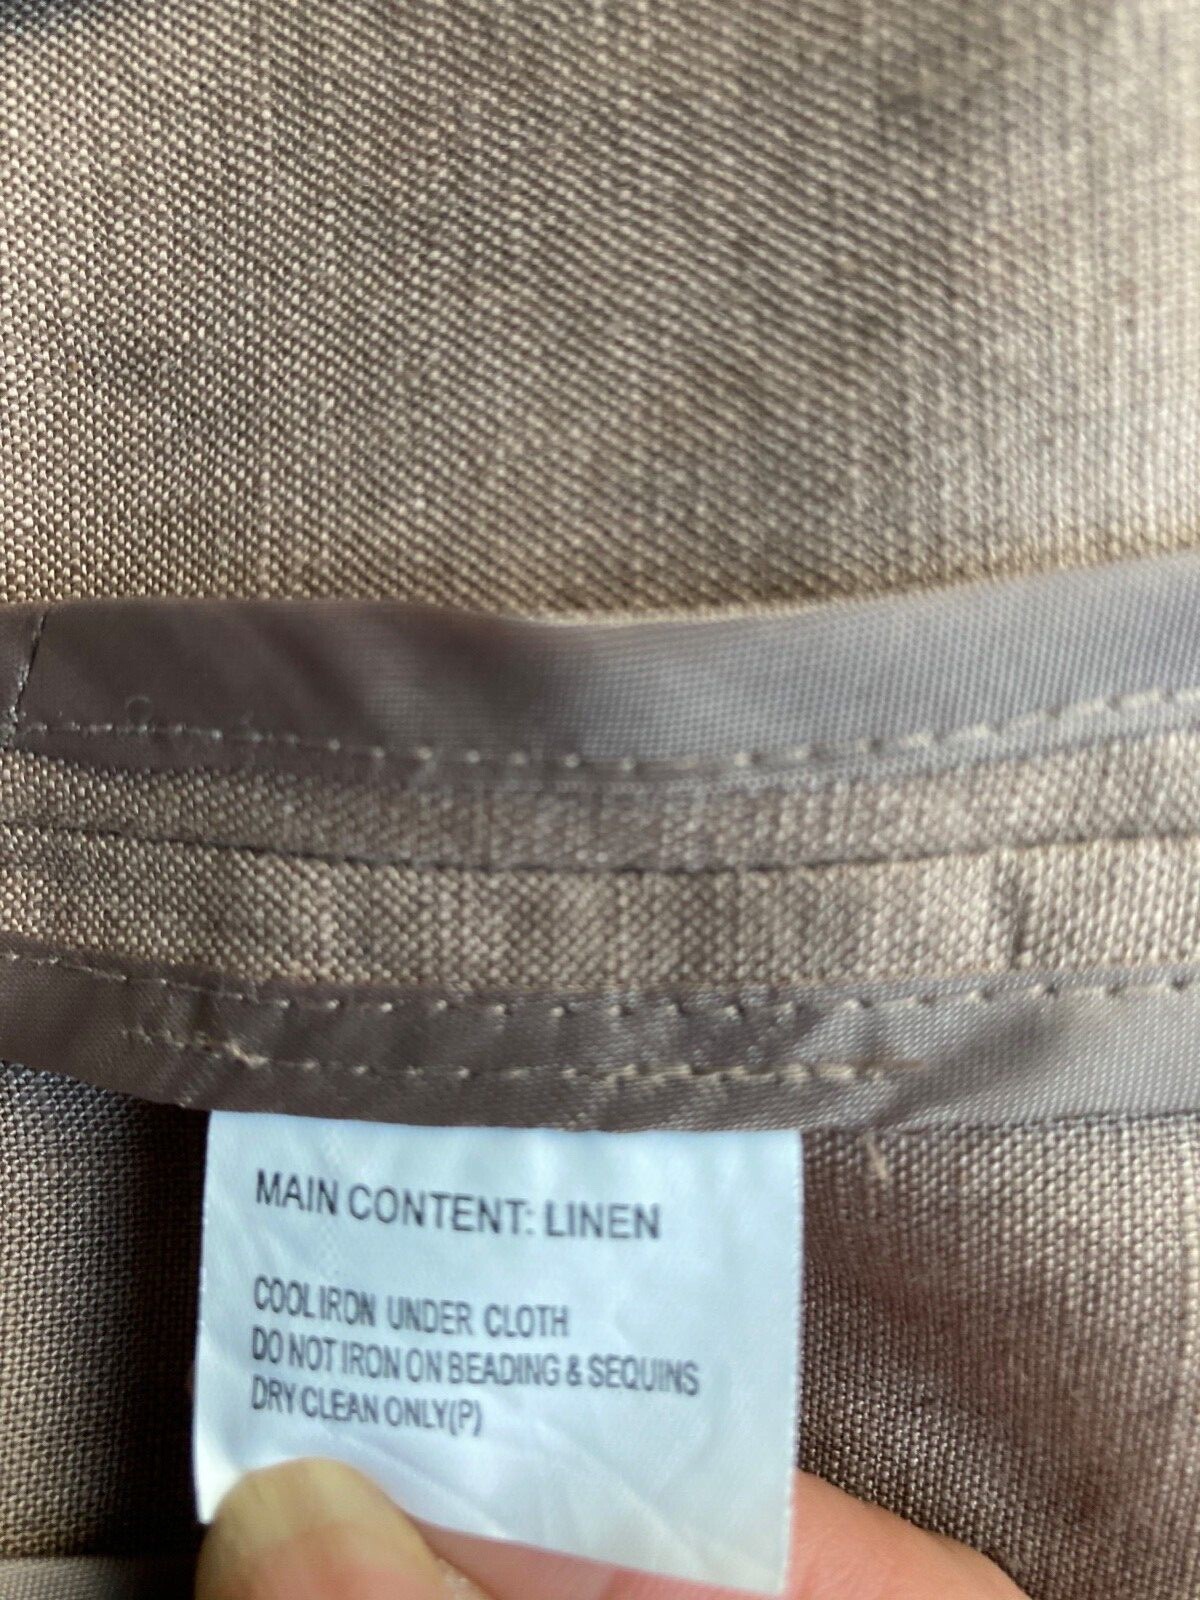 MAIN CONTENT: LINEN
COOL IRON UNDER CLOTH
DO NOT IRON ON BEADING & SEQUINS
DRY CLEAN ONLY(P)